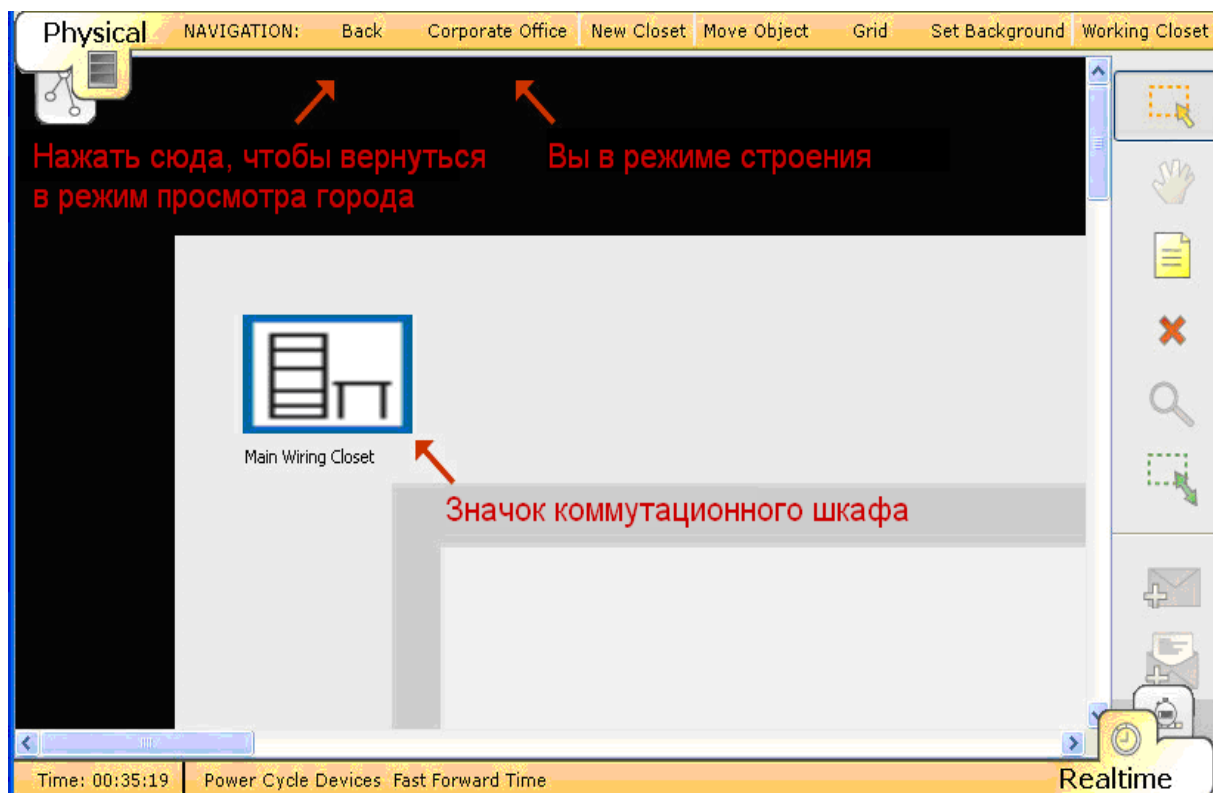 Physical NAVIGATION: Back Corporate Office New Closet Move Object Grid Set Background Working Closet
Нажать сюда, чтобы вернуться
в режим просмотра города
Вы в режиме строения
Main Wiring Closet
Значок коммутационного шкафа
Time: 00:35:19 Power Cycle Devices Fast Forward Time Realtime